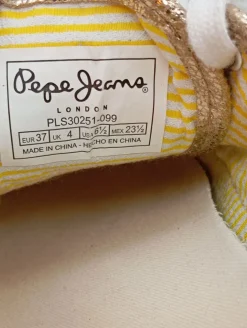 Pepe Jeans
LONDON
PLS30251-099
EUR 37 UK 4 US 6½ MEX 23½
MADE IN CHINA - HECHO EN CHINA